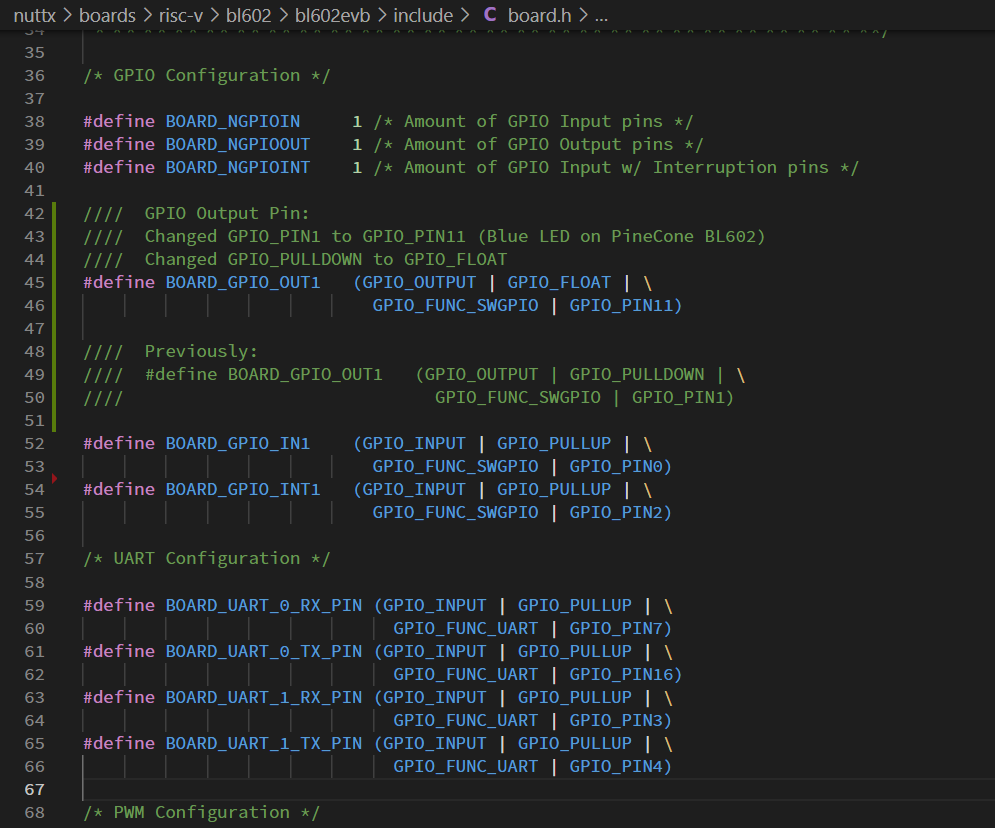 nuttx > boards > risc-v > bl602 > bl602evb > include > C board.h > ...
34 * * * * * * * * * * * * * * * * * * * * * * * * * * * * * * * * * * * * * */
35
36 /* GPIO Configuration */
37
38 #define BOARD_NGPIOIN     1 /* Amount of GPIO Input pins */
39 #define BOARD_NGPIOOUT    1 /* Amount of GPIO Output pins */
40 #define BOARD_NGPIOINT    1 /* Amount of GPIO Input w/ Interruption pins */
41
42 ////  GPIO Output Pin:
43 ////  Changed GPIO_PIN1 to GPIO_PIN11 (Blue LED on PineCone BL602)
44 ////  Changed GPIO_PULLDOWN to GPIO_FLOAT
45 #define BOARD_GPIO_OUT1   (GPIO_OUTPUT | GPIO_FLOAT | \
46                             GPIO_FUNC_SWGPIO | GPIO_PIN11)
47
48 ////  Previously:
49 ////  #define BOARD_GPIO_OUT1   (GPIO_OUTPUT | GPIO_PULLDOWN | \
50 ////                              GPIO_FUNC_SWGPIO | GPIO_PIN1)
51
52 #define BOARD_GPIO_IN1    (GPIO_INPUT | GPIO_PULLUP | \
53                             GPIO_FUNC_SWGPIO | GPIO_PIN0)
54 #define BOARD_GPIO_INT1   (GPIO_INPUT | GPIO_PULLUP | \
55                             GPIO_FUNC_SWGPIO | GPIO_PIN2)
56
57 /* UART Configuration */
58
59 #define BOARD_UART_0_RX_PIN (GPIO_INPUT | GPIO_PULLUP | \
60                               GPIO_FUNC_UART | GPIO_PIN7)
61 #define BOARD_UART_0_TX_PIN (GPIO_INPUT | GPIO_PULLUP | \
62                               GPIO_FUNC_UART | GPIO_PIN16)
63 #define BOARD_UART_1_RX_PIN (GPIO_INPUT | GPIO_PULLUP | \
64                               GPIO_FUNC_UART | GPIO_PIN3)
65 #define BOARD_UART_1_TX_PIN (GPIO_INPUT | GPIO_PULLUP | \
66                               GPIO_FUNC_UART | GPIO_PIN4)
67
68 /* PWM Configuration */